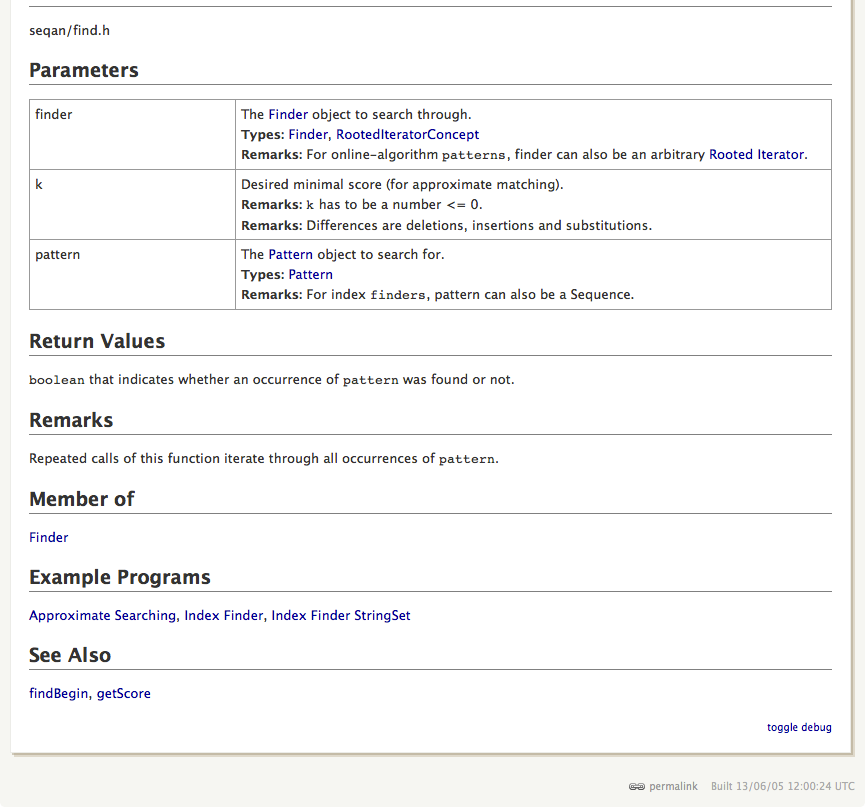 seqan/find.h
Parameters
finder
The Finder object to search through.
Types: Finder, RootedIteratorConcept
Remarks: For online-algorithm patterns, finder can also be an arbitrary Rooted Iterator.
k
Desired minimal score (for approximate matching).
Remarks: k has to be a number <= 0.
Remarks: Differences are deletions, insertions and substitutions.
pattern
The Pattern object to search for.
Types: Pattern
Remarks: For index finders, pattern can also be a Sequence.
Return Values
boolean that indicates whether an occurrence of pattern was found or not.
Remarks
Repeated calls of this function iterate through all occurrences of pattern.
Member of
Finder
Example Programs
Approximate Searching, Index Finder, Index Finder StringSet
See Also
findBegin, getScore
toggle debug
permalink Built 13/06/05 12:00:24 UTC